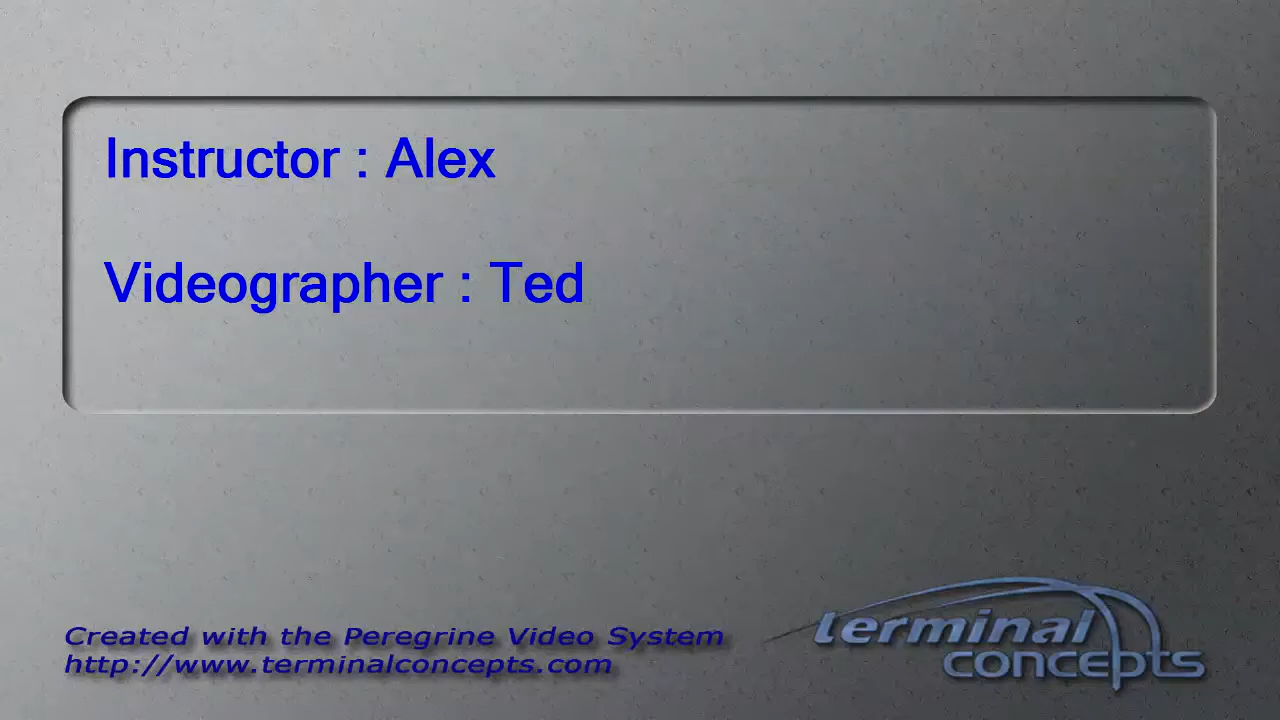 Instructor : Alex
Videographer : Ted
Created with the Peregrine Video System
http://www.terminalconcepts.com
terminal
concepts